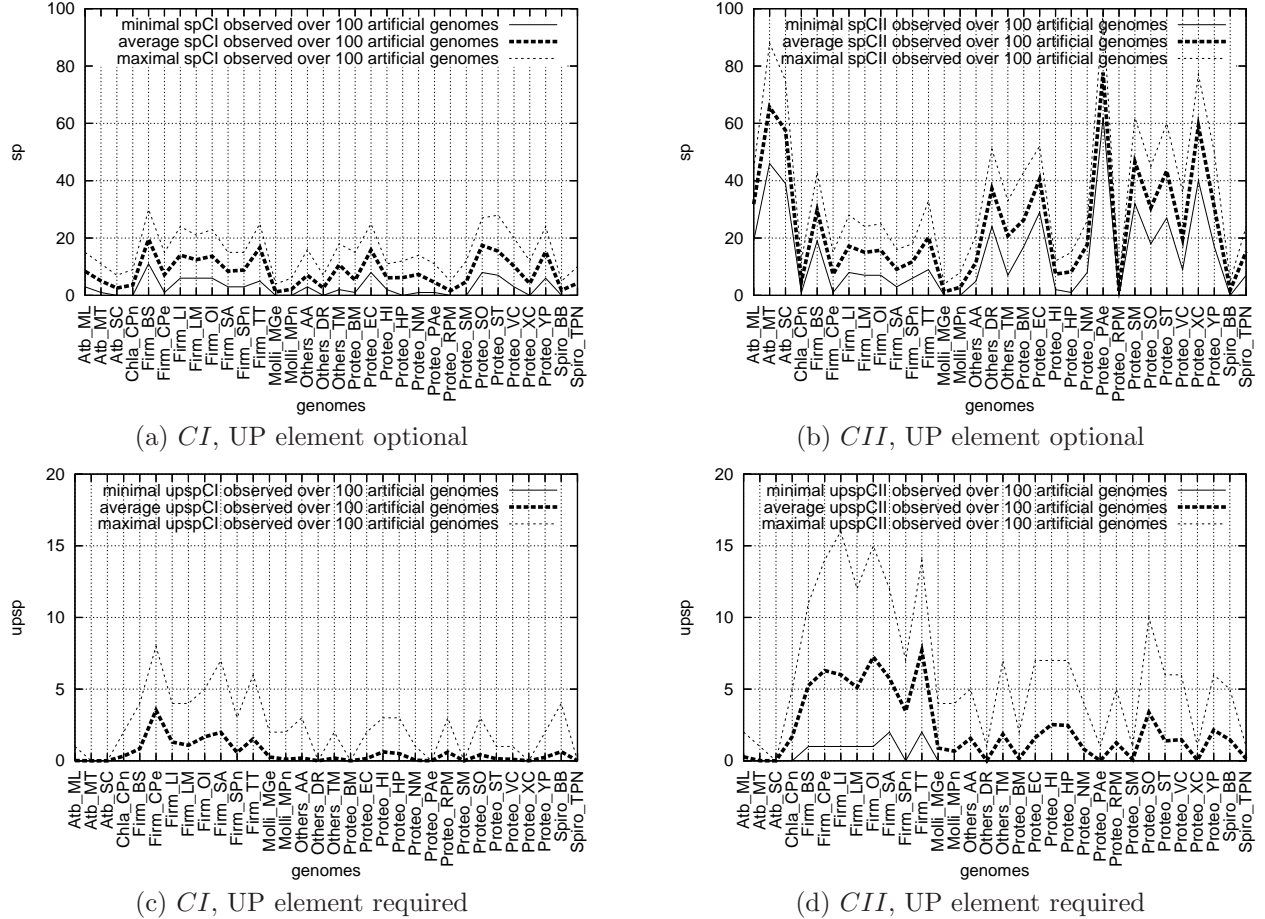 minimal spCI observed over 100 artificial genomes
average spCI observed over 100 artificial genomes
maximal spCI observed over 100 artificial genomes
100
80
60
40
20
0
sp
Atb_ML
Atb_MT
Atb_SC
Chla_CPn
Firm_BS
Firm_CPe
Firm_LI
Firm_LM
Firm_OI
Firm_SA
Firm_SPn
Firm_TT
Molli_MGe
Molli_MPn
Others_AA
Others_DR
Others_TM
Proteo_BM
Proteo_EC
Proteo_HI
Proteo_HP
Proteo_NM
Proteo_PAe
Proteo_RPM
Proteo_SM
Proteo_SO
Proteo_ST
Proteo_VC
Proteo_XC
Proteo_YP
Spiro_BB
Spiro_TPN
genomes
(a) CI, UP element optional
minimal spCII observed over 100 artificial genomes
average spCII observed over 100 artificial genomes
maximal spCII observed over 100 artificial genomes
100
80
60
40
20
0
sp
Atb_ML
Atb_MT
Atb_SC
Chla_CPn
Firm_BS
Firm_CPe
Firm_LI
Firm_LM
Firm_OI
Firm_SA
Firm_SPn
Firm_TT
Molli_MGe
Molli_MPn
Others_AA
Others_DR
Others_TM
Proteo_BM
Proteo_EC
Proteo_HI
Proteo_HP
Proteo_NM
Proteo_PAe
Proteo_RPM
Proteo_SM
Proteo_SO
Proteo_ST
Proteo_VC
Proteo_XC
Proteo_YP
Spiro_BB
Spiro_TPN
genomes
(b) CII, UP element optional
minimal upspCI observed over 100 artificial genomes
average upspCI observed over 100 artificial genomes
maximal upspCI observed over 100 artificial genomes
20
15
10
5
0
upsp
Atb_ML
Atb_MT
Atb_SC
Chla_CPn
Firm_BS
Firm_CPe
Firm_LI
Firm_LM
Firm_OI
Firm_SA
Firm_SPn
Firm_TT
Molli_MGe
Molli_MPn
Others_AA
Others_DR
Others_TM
Proteo_BM
Proteo_EC
Proteo_HI
Proteo_HP
Proteo_NM
Proteo_PAe
Proteo_RPM
Proteo_SM
Proteo_SO
Proteo_ST
Proteo_VC
Proteo_XC
Proteo_YP
Spiro_BB
Spiro_TPN
genomes
(c) CI, UP element required
minimal upspCII observed over 100 artificial genomes
average upspCII observed over 100 artificial genomes
maximal upspCII observed over 100 artificial genomes
20
15
10
5
0
upsp
Atb_ML
Atb_MT
Atb_SC
Chla_CPn
Firm_BS
Firm_CPe
Firm_LI
Firm_LM
Firm_OI
Firm_SA
Firm_SPn
Firm_TT
Molli_MGe
Molli_MPn
Others_AA
Others_DR
Others_TM
Proteo_BM
Proteo_EC
Proteo_HI
Proteo_HP
Proteo_NM
Proteo_PAe
Proteo_RPM
Proteo_SM
Proteo_SO
Proteo_ST
Proteo_VC
Proteo_XC
Proteo_YP
Spiro_BB
Spiro_TPN
genomes
(d) CII, UP element required